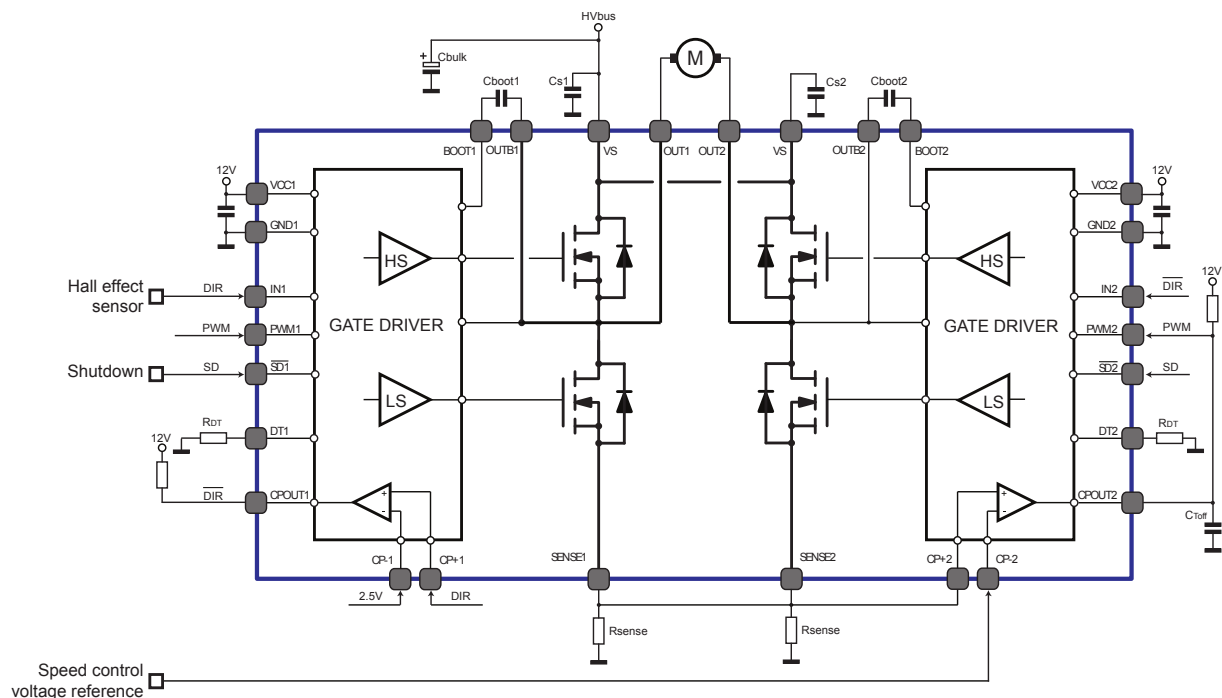 HVbus
Cbulk
+
Cboot1
Cs1
M
Cs2
Cboot2
BOOT1
OUTB1
VS
OUT1
OUT2
VS
OUTB2
BOOT2
12V
VCC1
GND1
VCC2
12V
GND2
HS
HS
12V
Hall effect
sensor
DIR
IN1
IN2
DIR
PWM
PWM1
GATE DRIVER
GATE DRIVER
PWM2
PWM
Shutdown
SD
SD1
SD2
SD
LS
LS
12V
RDT
DT1
DT2
RDT
DIR
CPOUT1
+
-
+
-
CPOUT2
CToff
CP-1
CP+1
SENSE1
SENSE2
CP+2
CP-2
2.5V
DIR
Rsense
Rsense
Speed control
voltage reference